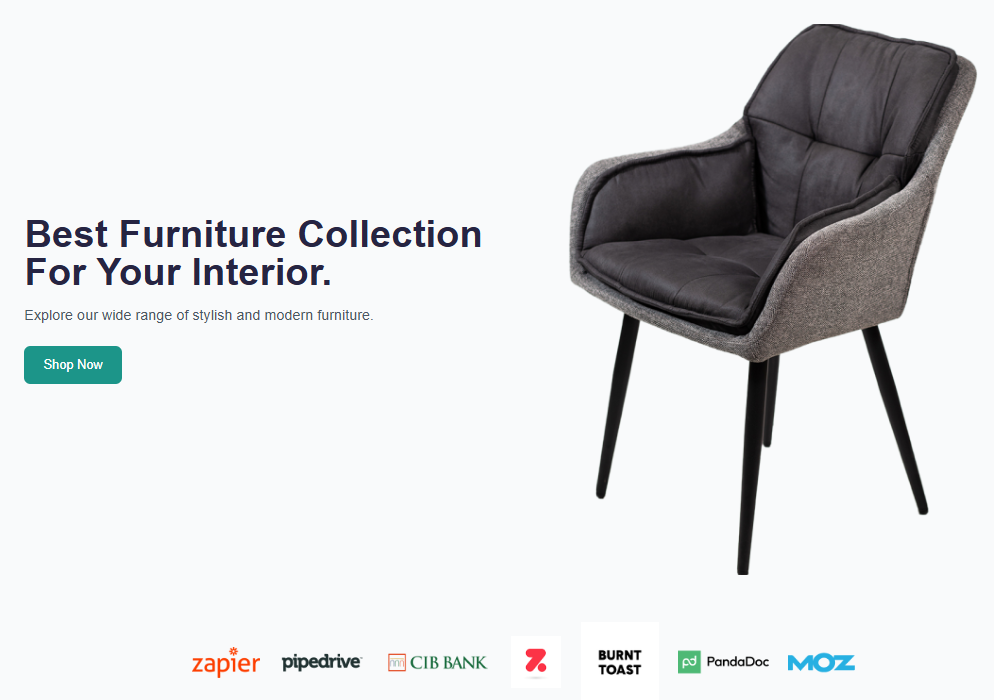 Best Furniture Collection
For Your Interior.
Explore our wide range of stylish and modern furniture.
Shop Now
zapier pipedrive CIB BANK Z BURNT TOAST pd PandaDoc MOZ